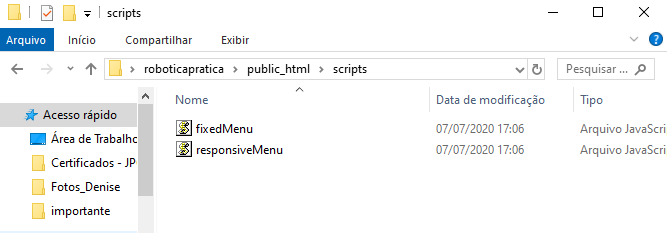 scripts
Arquivo Início Compartilhar Exibir
roboticapratica public_html scripts Pesquisar ...
Nome Data de modificação Tipo
Acesso rápido
fixedMenu 07/07/2020 17:06 Arquivo JavaScri
Área de Trabalho
responsiveMenu 07/07/2020 17:06 Arquivo JavaScri
Certificados - JP
Fotos_Denise
importante